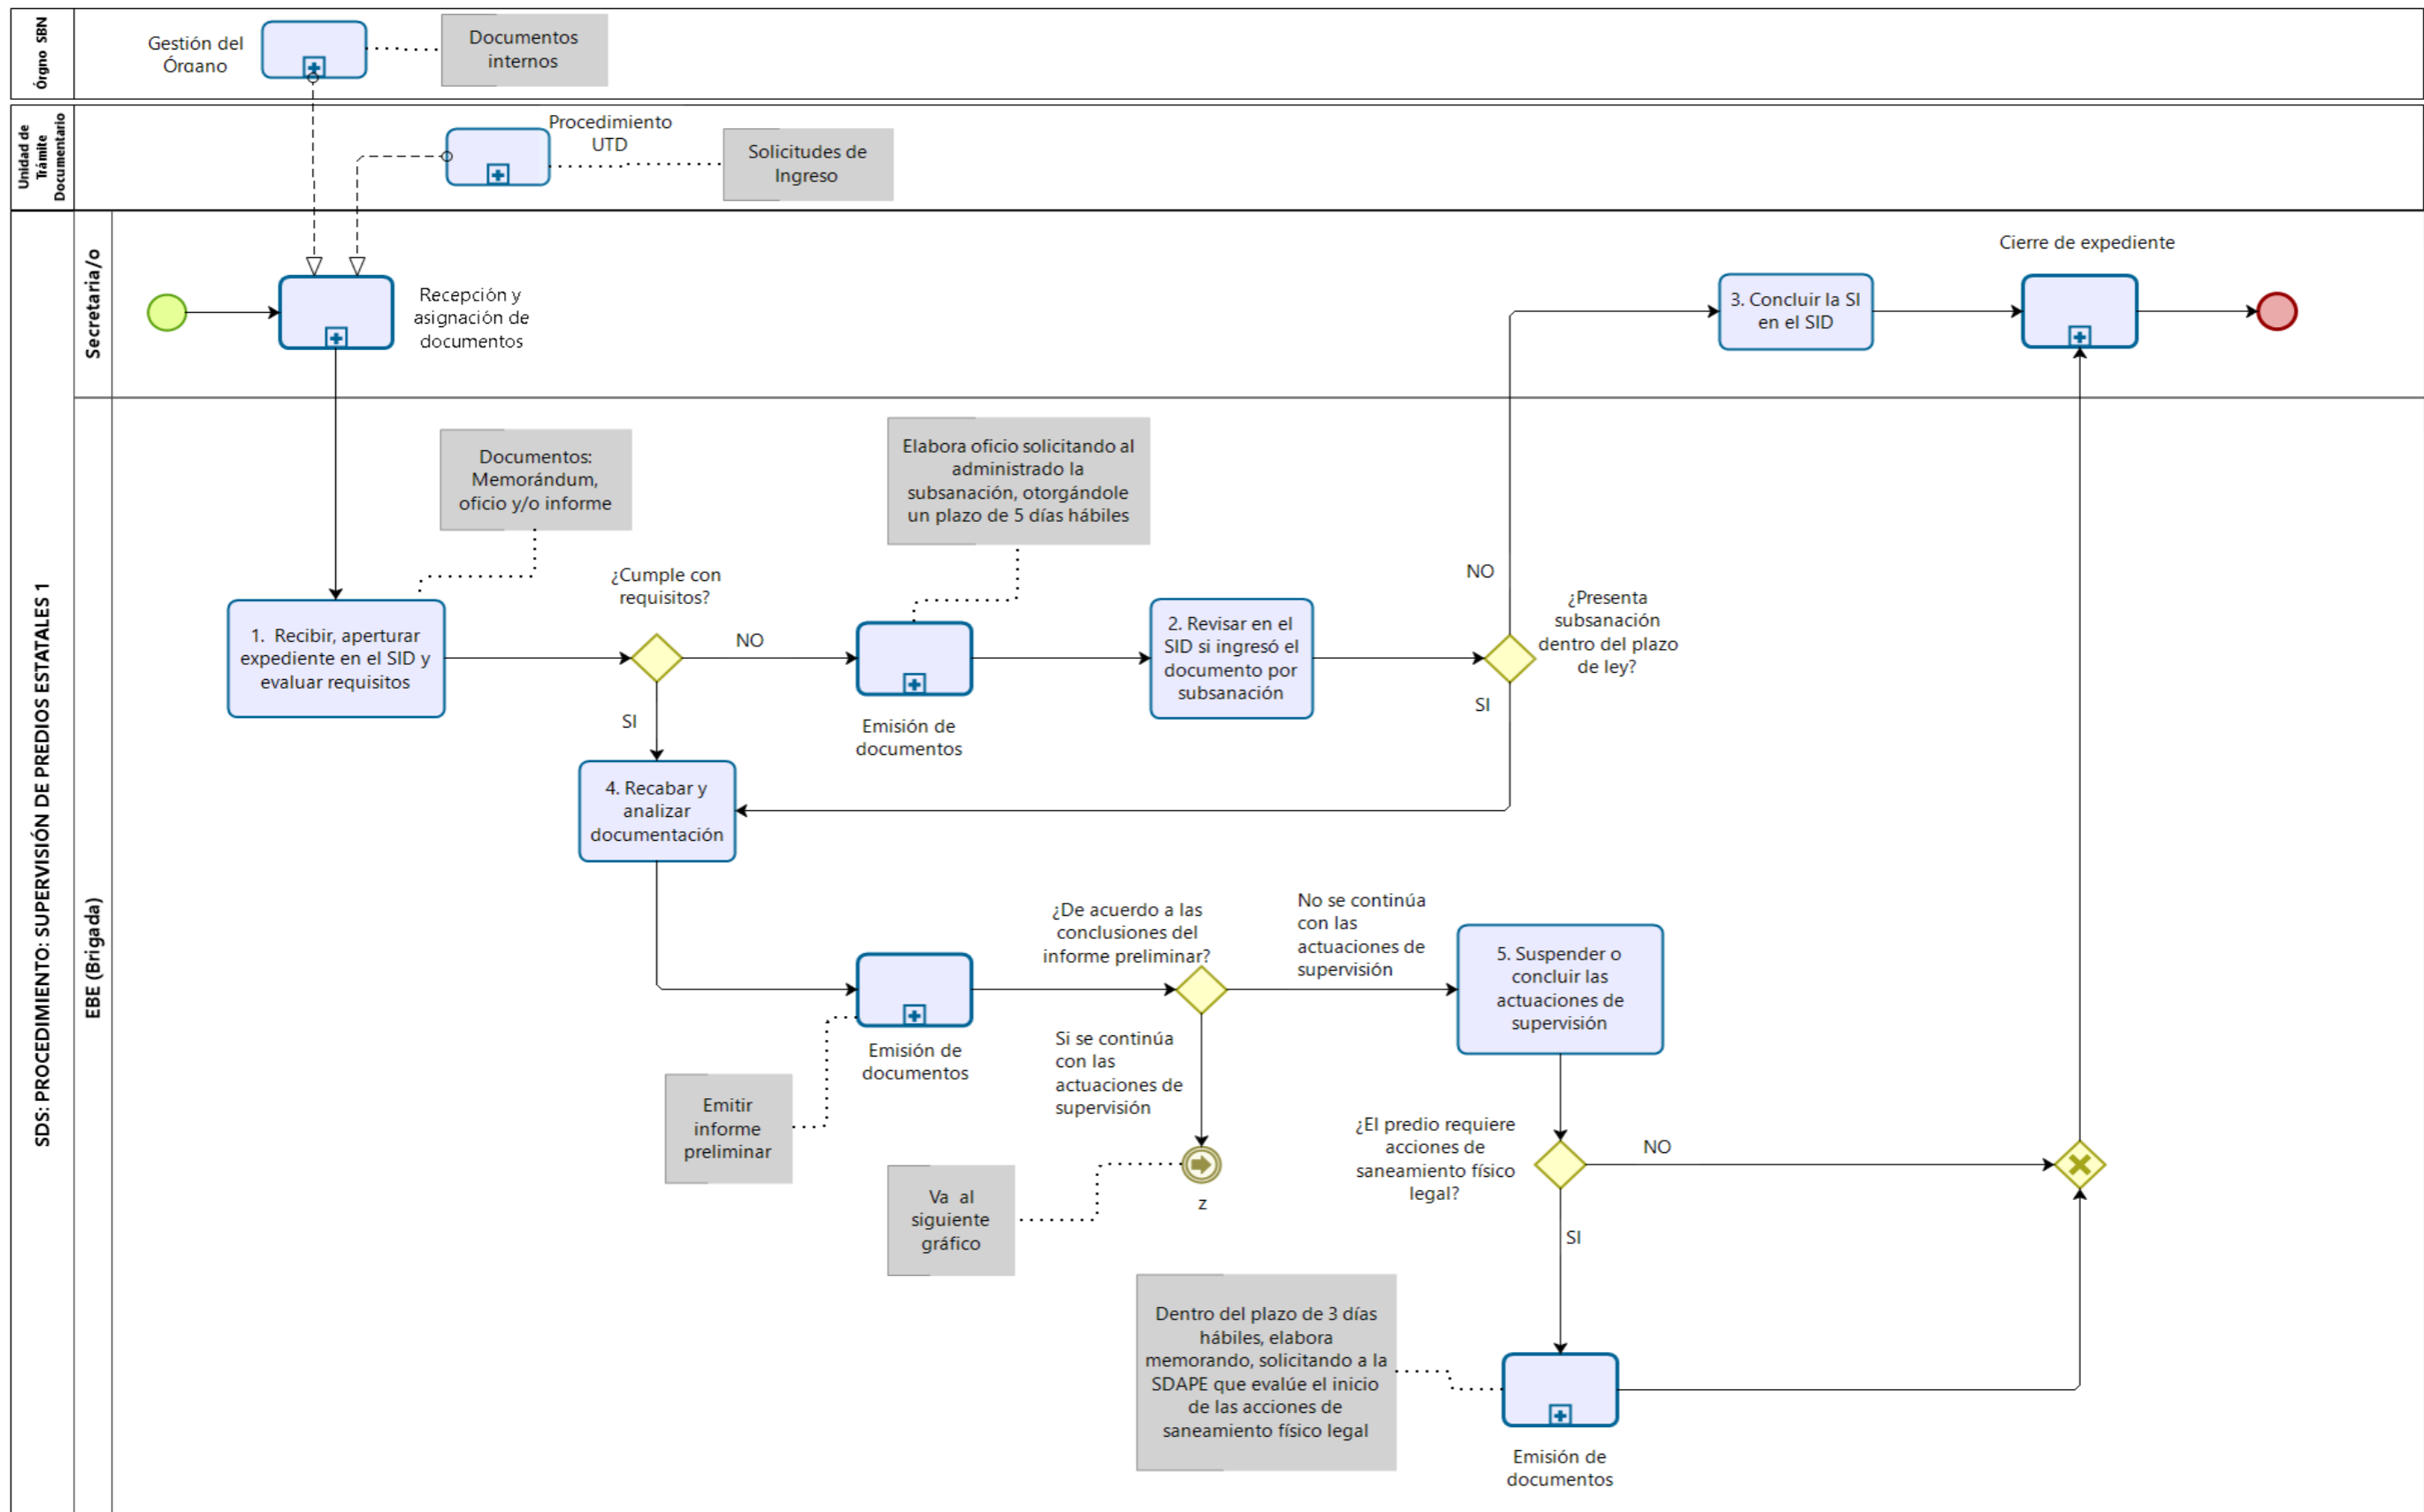 Órgno SBN
Gestión del
Órgano
Documentos
internos
Unidad de
Trámite
Documentario
Procedimiento
UTD
Solicitudes de
Ingreso
SDS: PROCEDIMIENTO: SUPERVISIÓN DE PREDIOS ESTATALES 1
Secretaria/o
Recepción y
asignación de
documentos
3. Concluir la SI
en el SID
Cierre de expediente
EBE (Brigada)
Documentos:
Memorándum,
oficio y/o informe
Elabora oficio solicitando al
administrado la
subsanación, otorgándole
un plazo de 5 días hábiles
1. Recibir, aperturar
expediente en el SID y
evaluar requisitos
¿Cumple con
requisitos?
NO
SI
Emisión de
documentos
2. Revisar en el
SID si ingresó el
documento por
subsanación
NO
¿Presenta
subsanación
dentro del plazo
de ley?
SI
4. Recabar y
analizar
documentación
Emisión de
documentos
Emitir
informe
preliminar
¿De acuerdo a las
conclusiones del
informe preliminar?
No se continúa
con las
actuaciones de
supervisión
Si se continúa
con las
actuaciones de
supervisión
5. Suspender o
concluir las
actuaciones de
supervisión
Va al
siguiente
gráfico
z
¿El predio requiere
acciones de
saneamiento físico
legal?
NO
SI
Dentro del plazo de 3 días
hábiles, elabora
memorando, solicitando a la
SDAPE que evalúe el inicio
de las acciones de
saneamiento físico legal
Emisión de
documentos